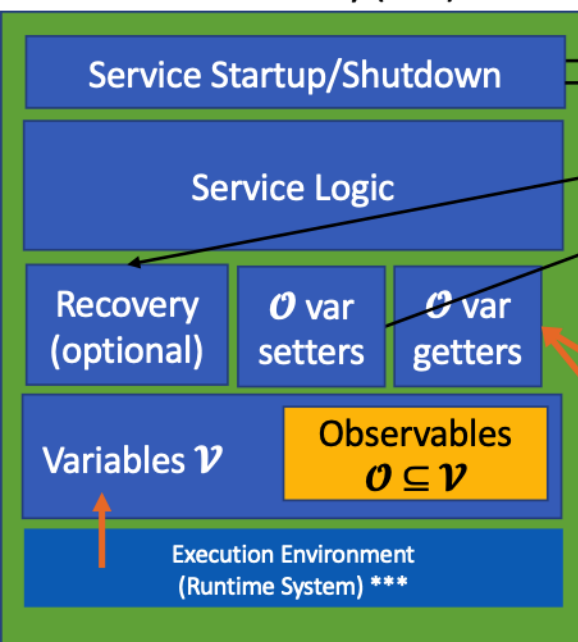 Service Startup/Shutdown
Service Logic
Recovery
(optional)
𝒪 var
setters
𝒪 var
getters
Variables 𝒱
Observables
𝒪 ⊆ 𝒱
Execution Environment
(Runtime System) ***